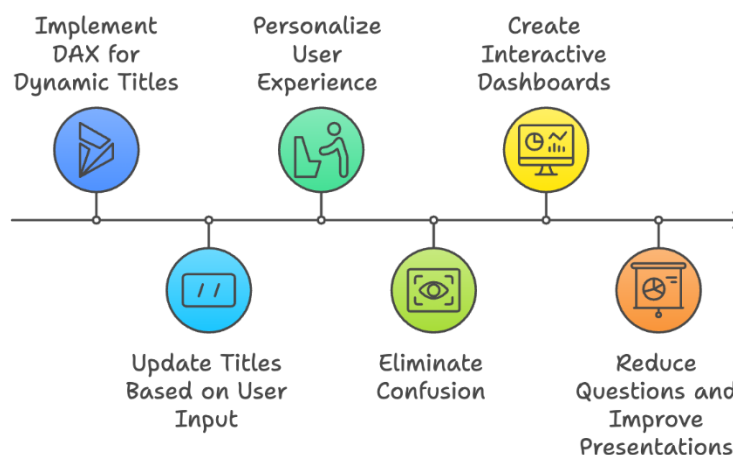 Implement
DAX for
Dynamic Titles
Update Titles
Based on User
Input
Personalize
User
Experience
Eliminate
Confusion
Create
Interactive
Dashboards
Reduce
Questions and
Improve
Presentations